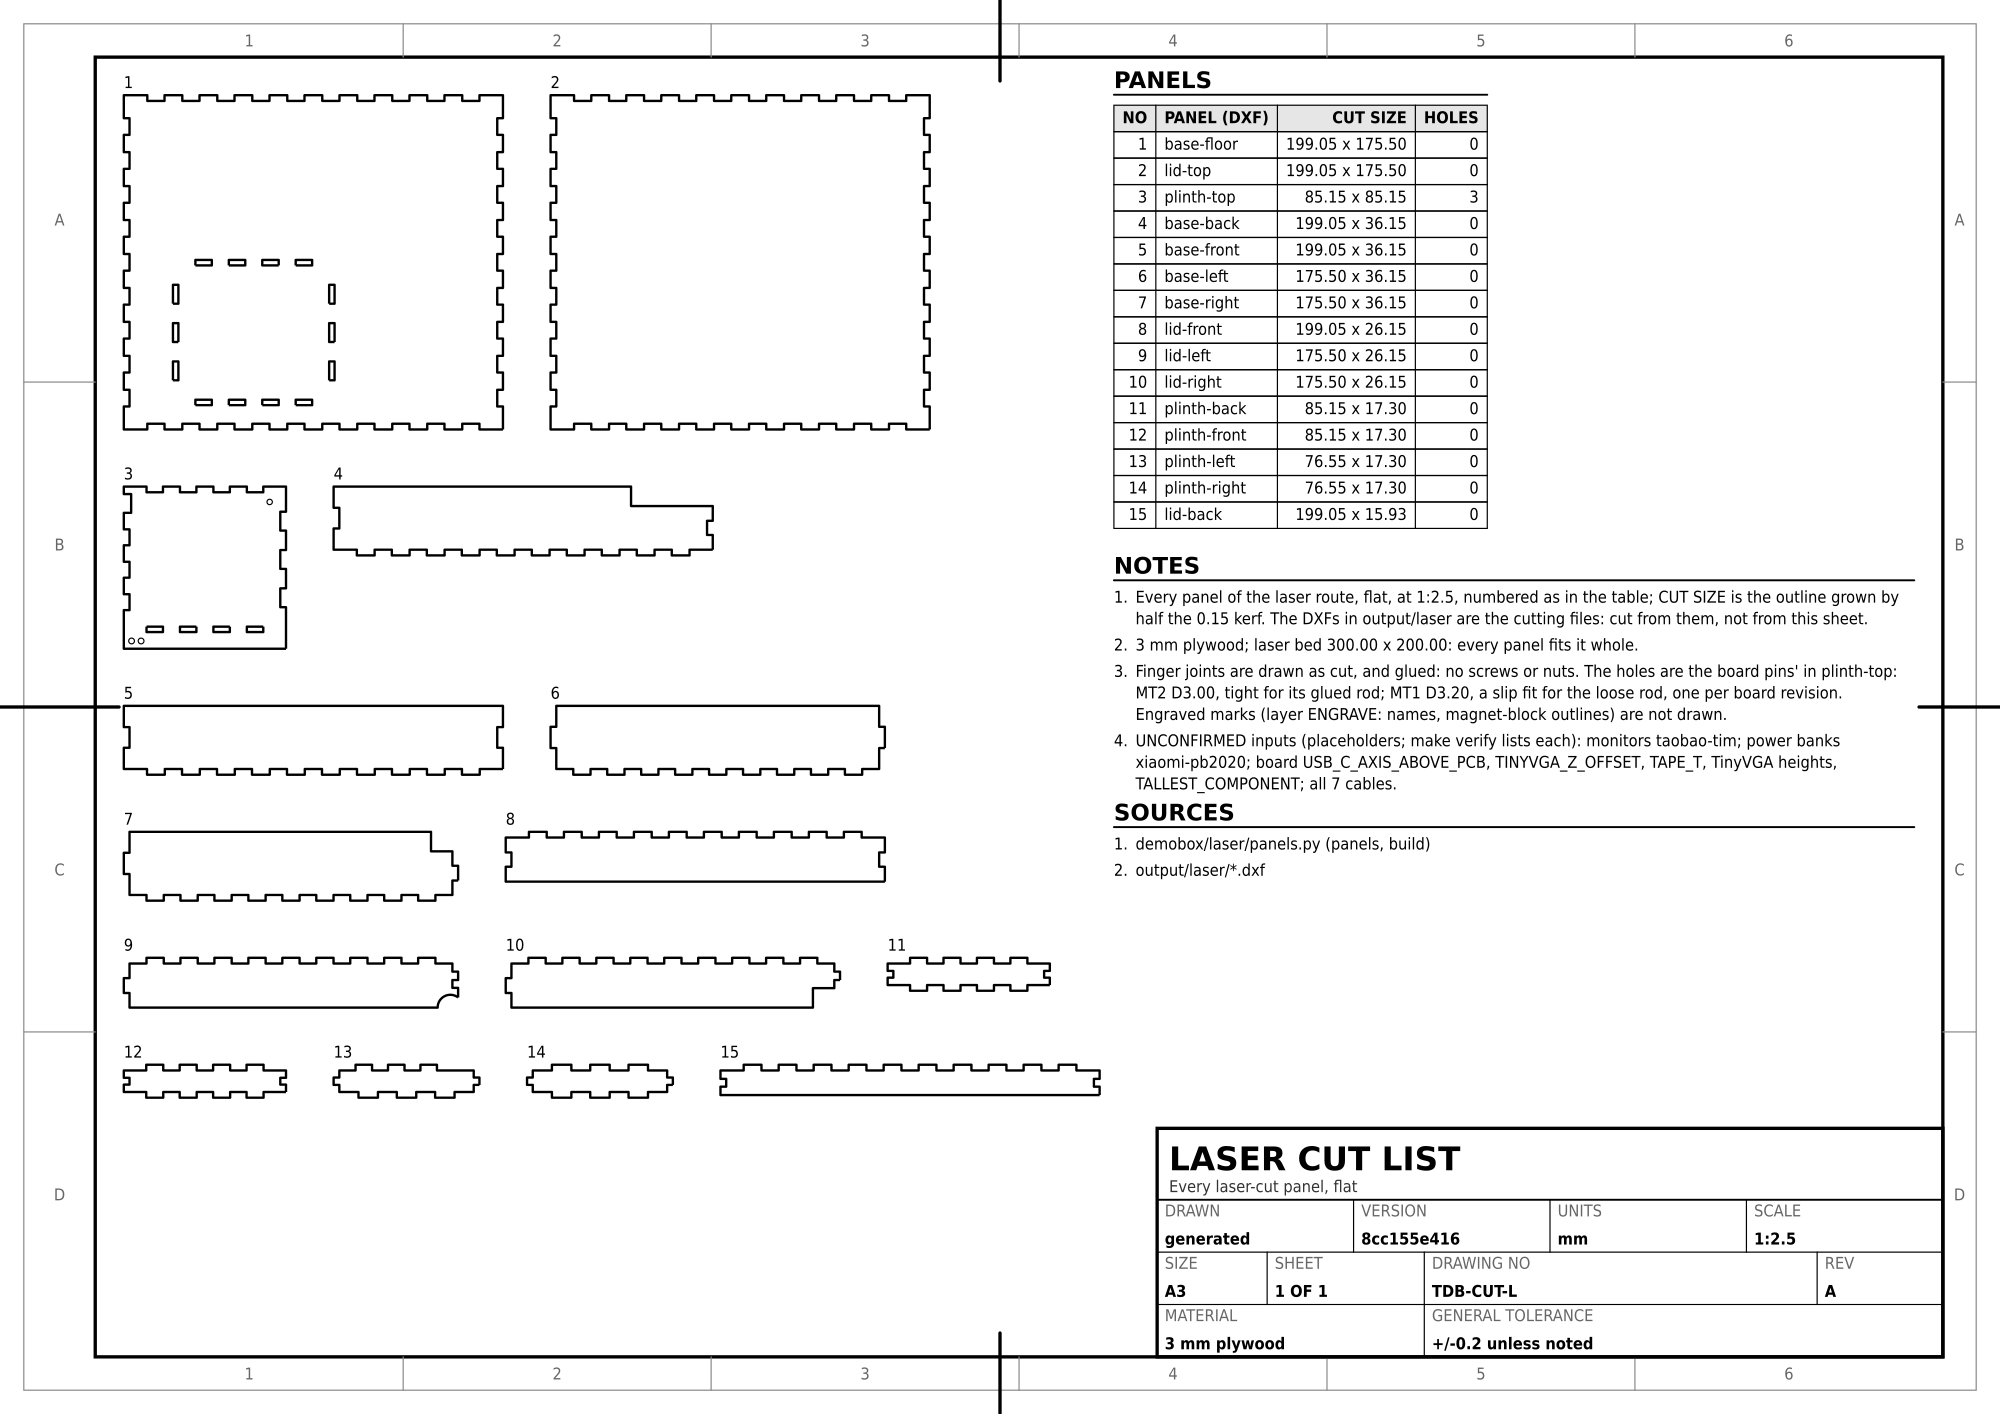 1 2 3 4 5 6
1
2
3
4
5
6
7
8
9
10
11
12
13
14
15
A
B
C
D
PANELS
NO PANEL (DXF) CUT SIZE HOLES
1 base-floor 199.05 x 175.50 0
2 lid-top 199.05 x 175.50 0
3 plinth-top 85.15 x 85.15 3
4 base-back 199.05 x 36.15 0
5 base-front 199.05 x 36.15 0
6 base-left 175.50 x 36.15 0
7 base-right 175.50 x 36.15 0
8 lid-front 199.05 x 26.15 0
9 lid-left 175.50 x 26.15 0
10 lid-right 175.50 x 26.15 0
11 plinth-back 85.15 x 17.30 0
12 plinth-front 85.15 x 17.30 0
13 plinth-left 76.55 x 17.30 0
14 plinth-right 76.55 x 17.30 0
15 lid-back 199.05 x 15.93 0
NOTES
1. Every panel of the laser route, flat, at 1:2.5, numbered as in the table; CUT SIZE is the outline grown by
half the 0.15 kerf. The DXFs in output/laser are the cutting files: cut from them, not from this sheet.
2. 3 mm plywood; laser bed 300.00 x 200.00: every panel fits it whole.
3. Finger joints are drawn as cut, and glued: no screws or nuts. The holes are the board pins' in plinth-top:
MT2 D3.00, tight for its glued rod; MT1 D3.20, a slip fit for the loose rod, one per board revision.
Engraved marks (layer ENGRAVE: names, magnet-block outlines) are not drawn.
4. UNCONFIRMED inputs (placeholders; make verify lists each): monitors taobao-tim; power banks
xiaomi-pb2020; board USB_C_AXIS_ABOVE_PCB, TINYVGA_Z_OFFSET, TAPE_T, TinyVGA heights,
TALLEST_COMPONENT; all 7 cables.
SOURCES
1. demobox/laser/panels.py (panels, build)
2. output/laser/*.dxf
A
B
C
D
LASER CUT LIST
Every laser-cut panel, flat
DRAWN VERSION UNITS SCALE
generated 8cc155e416 mm 1:2.5
SIZE SHEET DRAWING NO REV
A3 1 OF 1 TDB-CUT-L A
MATERIAL GENERAL TOLERANCE
3 mm plywood +/-0.2 unless noted
1 2 3 4 5 6